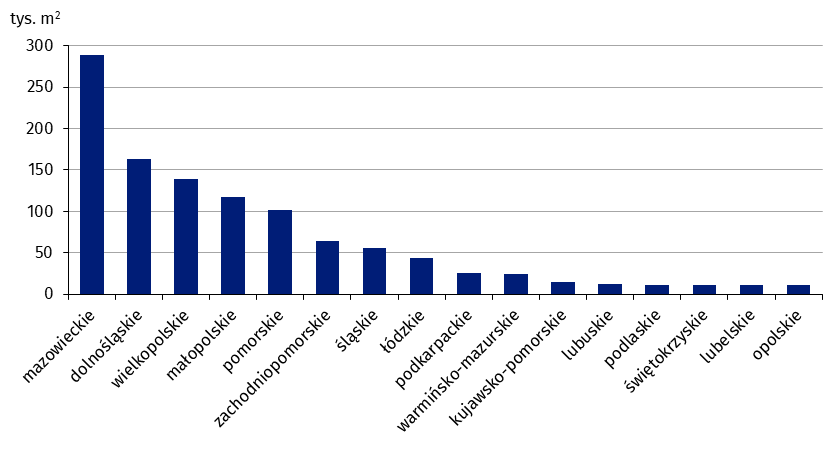 tys. m²
300
250
200
150
100
50
0
mazowieckie
dolnośląskie
wielkopolskie
małopolskie
pomorskie
zachodniopomorskie
śląskie
łódzkie
podkarpackie
warmińsko-mazurskie
kujawsko-pomorskie
lubuskie
podlaskie
świętokrzyskie
lubelskie
opolskie